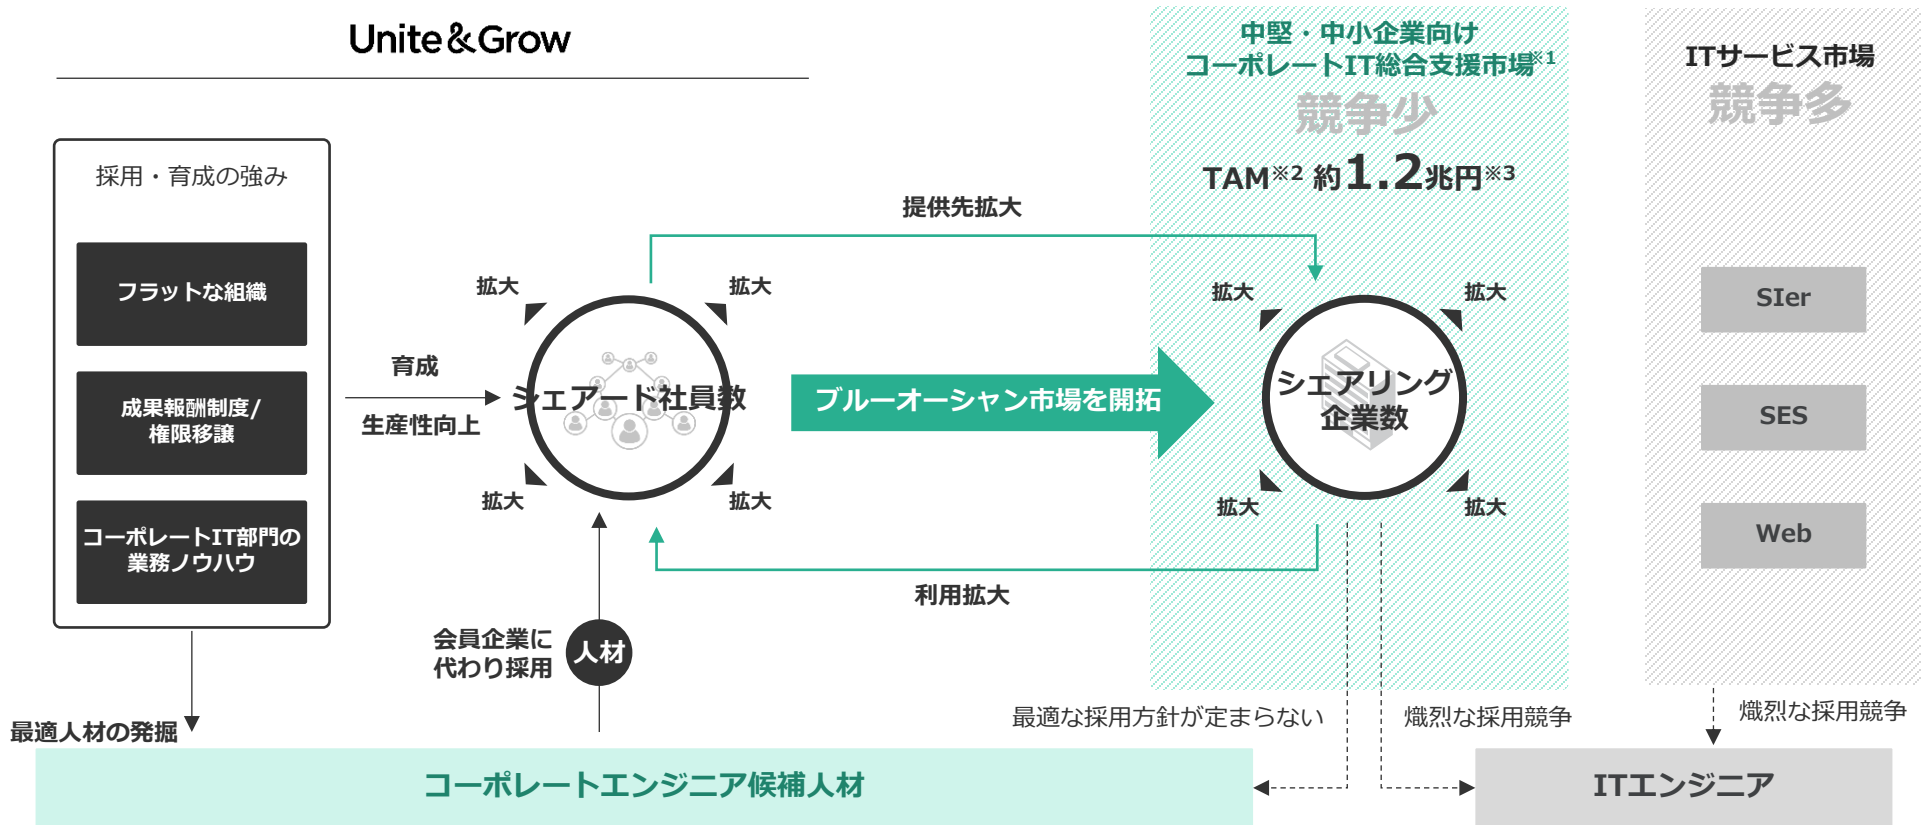 Unite&Grow
採用・育成の強み
フラットな組織
成果報酬制度/
権限移譲
コーポレートIT部門の
業務ノウハウ
最適人材の発掘
育成
生産性向上
拡大
拡大
シェアード社員数
拡大
拡大
会員企業に
代わり採用
人材
提供先拡大
ブルーオーシャン市場を開拓
利用拡大
中堅・中小企業向け
コーポレートIT総合支援市場※1
競争少
TAM※2 約1.2兆円※3
拡大
拡大
シェアリング
企業数
拡大
拡大
ITサービス市場
競争多
SIer
SES
Web
最適な採用方針が定まらない
熾烈な採用競争
熾烈な採用競争
コーポレートエンジニア候補人材
ITエンジニア